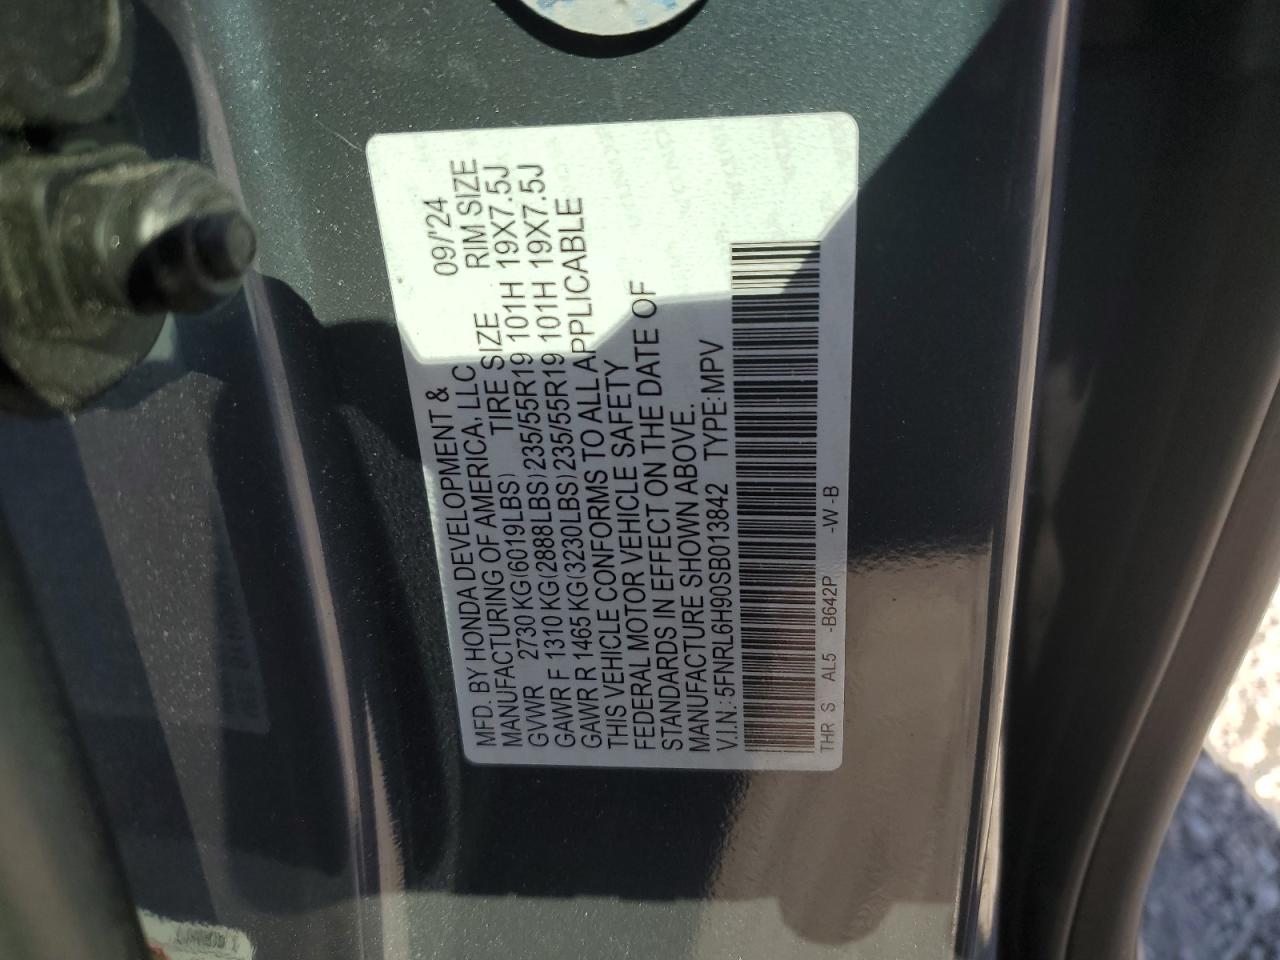 MFD. BY HONDA DEVELOPMENT & 09/'24
MANUFACTURING OF AMERICA, LLC
TIRE SIZE RIM SIZE
GVWR 2730 KG(6019LBS)
GAWR F 1310 KG(2888LBS)235/55R19 101H 19X7.5J
GAWR R 1465 KG(3230LBS)235/55R19 101H 19X7.5J
THIS VEHICLE CONFORMS TO ALL APPLICABLE
FEDERAL MOTOR VEHICLE SAFETY
STANDARDS IN EFFECT ON THE DATE OF
MANUFACTURE SHOWN ABOVE.
V.I.N.:5FNRL6H90SB013842 TYPE:MPV
THR S AL5 -B642P -W -B